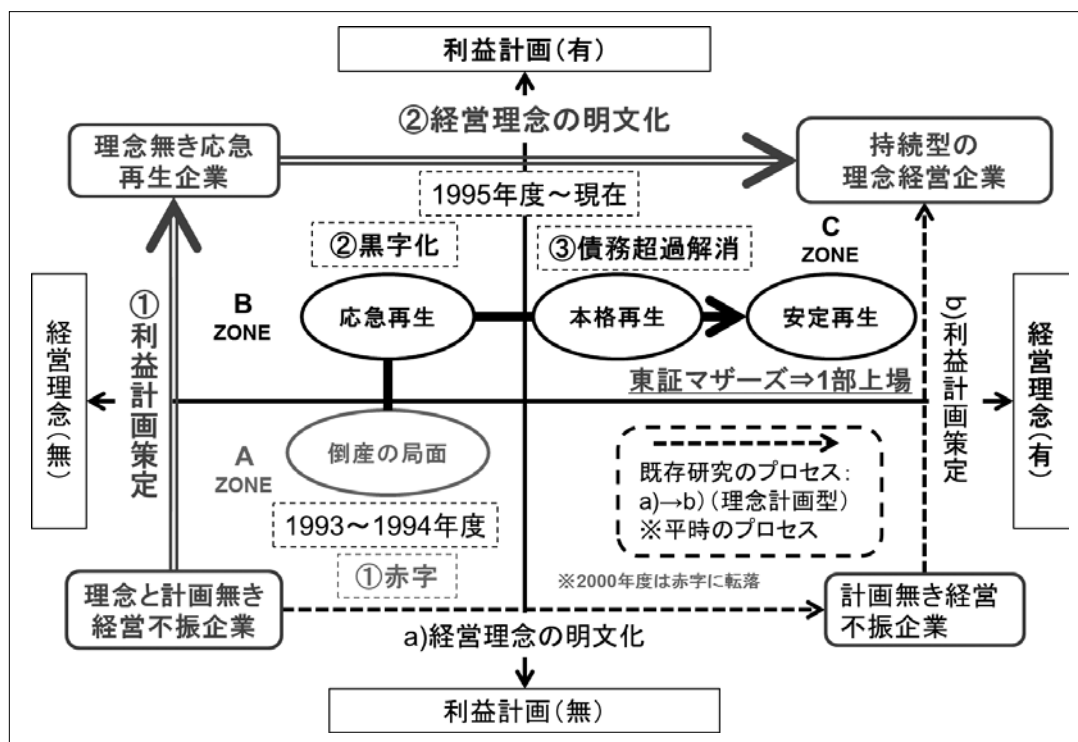 利益計画(有)
②経営理念の明文化
理念無き応急
再生企業
持続型の
理念経営企業
1995年度～現在
②黒字化
③債務超過解消
C
ZONE
B
ZONE
応急再生
本格再生
安定再生
①利益計画策定
経営理念(無)
b)利益計画策定
経営理念(有)
東証マザーズ⇒1部上場
A
ZONE
倒産の局面
既存研究のプロセス:
a)→b)(理念計画型)
※平時のプロセス
1993～1994年度
①赤字
※2000年度は赤字に転落
理念と計画無き
経営不振企業
計画無き経営
不振企業
a)経営理念の明文化
利益計画(無)